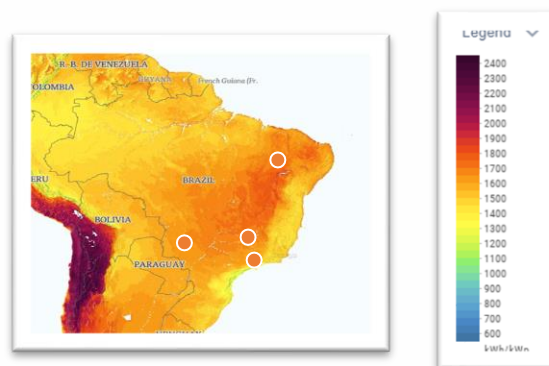 R. B. DE VENEZUELA
GUYANA
French Guiana (Fr.
OLOMBIA
BRAZIL
ERU
BOLIVIA
PARAGUAY
Legend
2400
2300
2200
2100
2000
1900
1800
1700
1600
1500
1400
1300
1200
1100
1000
900
800
700
600
kWh/kWp